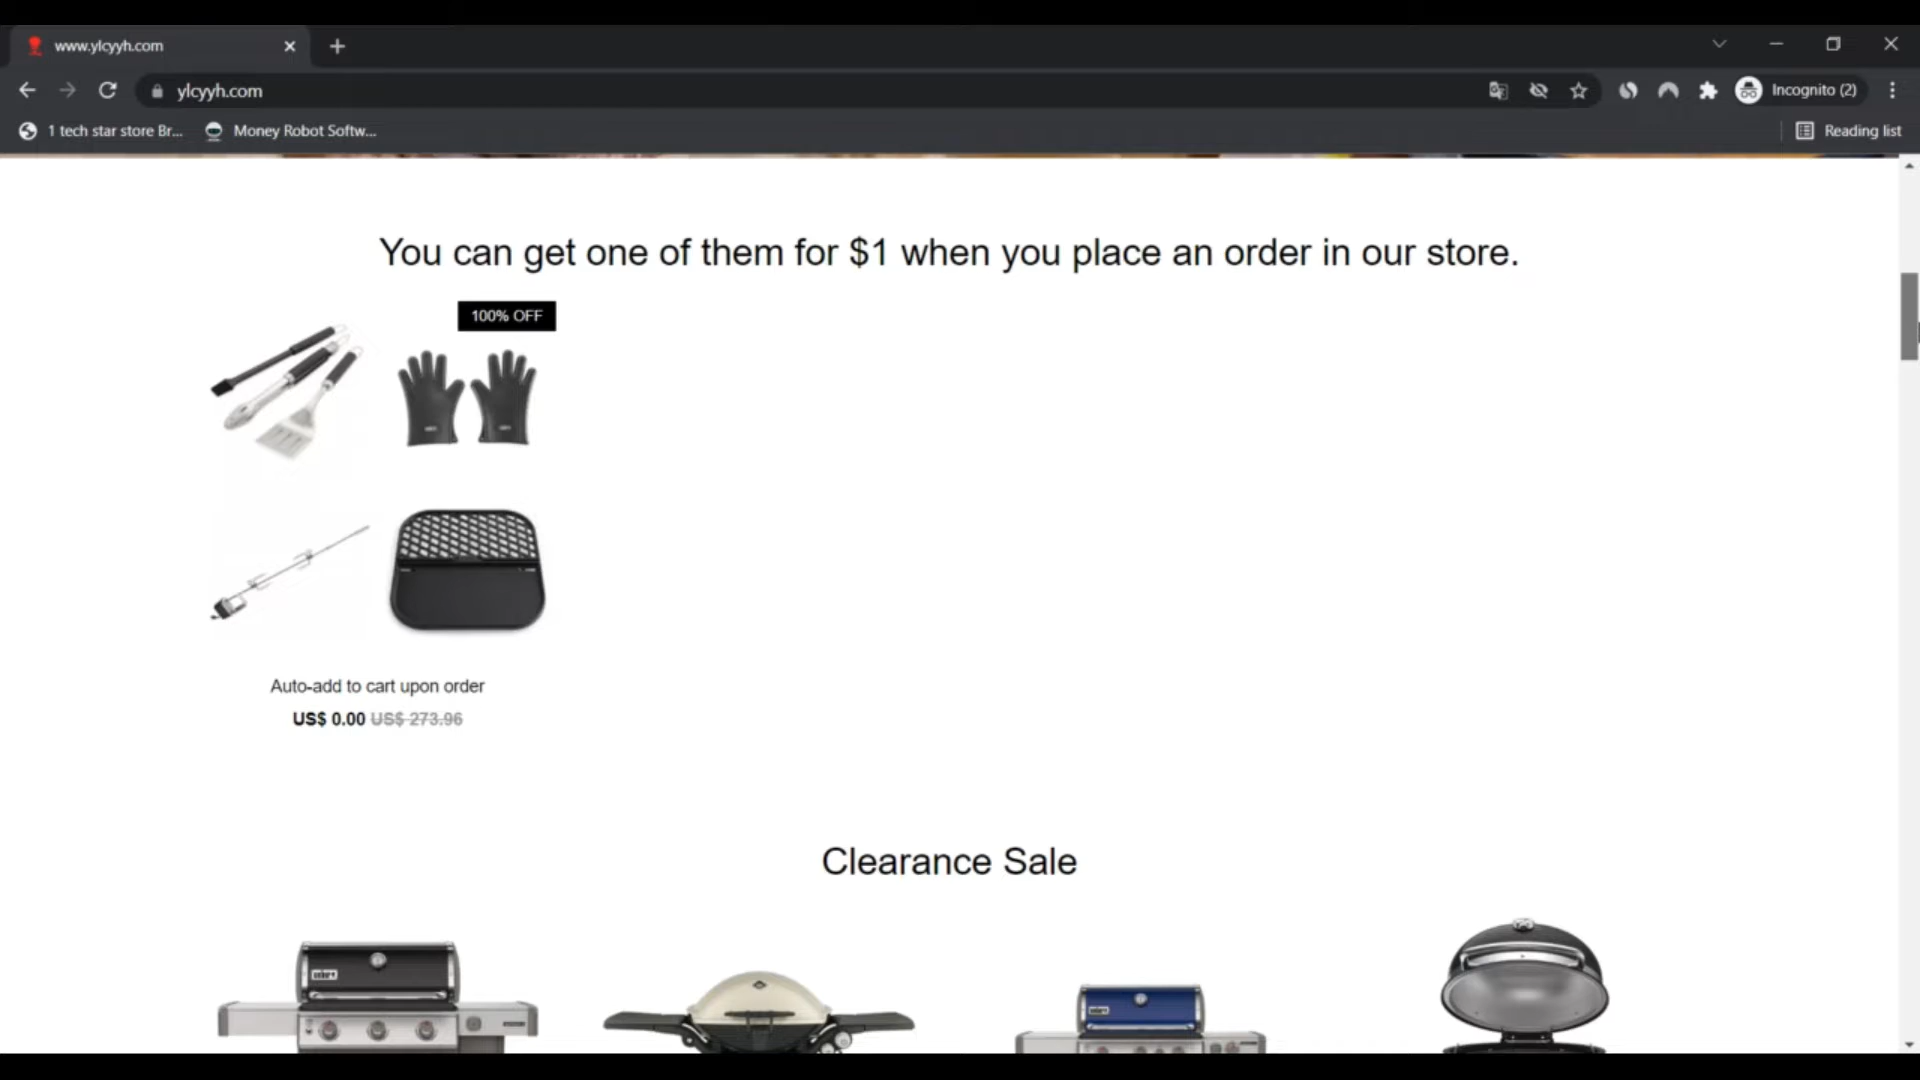 www.ylcyyh.com
ylcyyh.com
Incognito (2)
1 tech star store Br...
Money Robot Softw...
Reading list
You can get one of them for $1 when you place an order in our store.
100% OFF
Auto-add to cart upon order
US$ 0.00 US$ 273.96
Clearance Sale